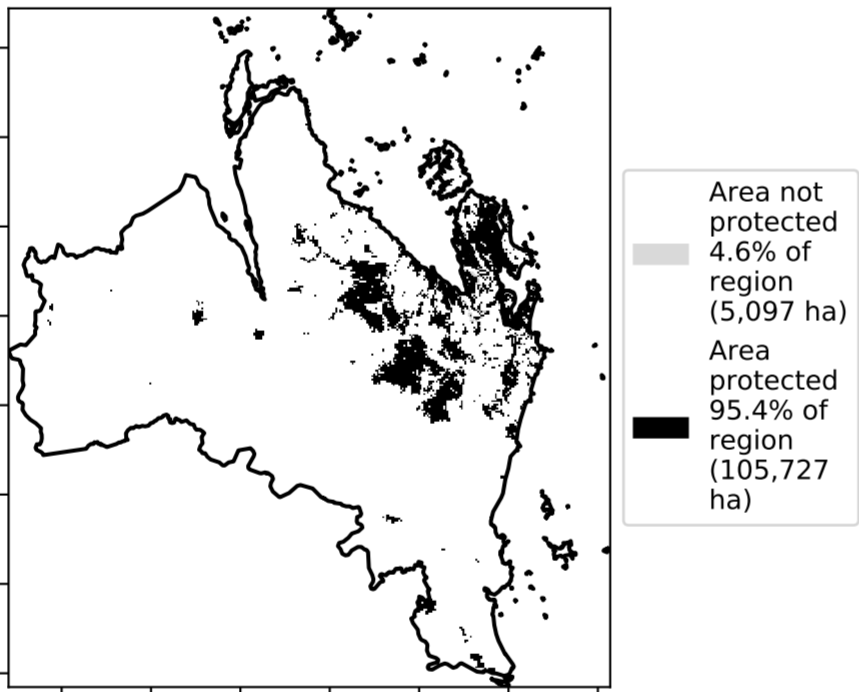 Area not
protected
4.6% of
region
(5,097 ha)
Area
protected
95.4% of
region
(105,727
ha)